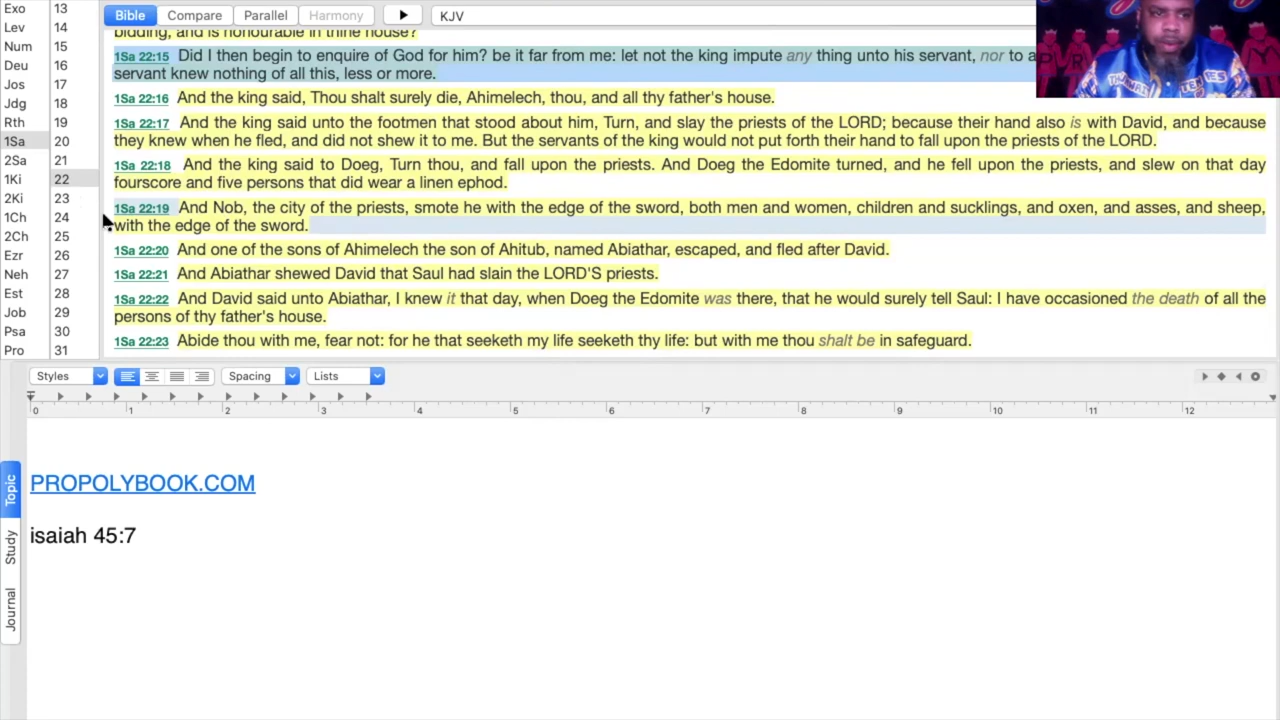 Exo 13
Lev 14
Num 15
Deu 16
Jos 17
Jdg 18
Rth 19
1Sa 20
2Sa 21
1Ki 22
2Ki 23
1Ch 24
2Ch 25
Ezr 26
Neh 27
Est 28
Job 29
Psa 30
Pro 31
Bible Compare Parallel Harmony KJV
bidding, and is honourable in thine house?
1Sa 22:15 Did I then begin to enquire of God for him? be it far from me: let not the king impute any thing unto his servant, nor to
servant knew nothing of all this, less or more.
1Sa 22:16 And the king said, Thou shalt surely die, Ahimelech, thou, and all thy father's house.
1Sa 22:17 And the king said unto the footmen that stood about him, Turn, and slay the priests of the LORD; because their hand also is with David, and because
they knew when he fled, and did not shew it to me. But the servants of the king would not put forth their hand to fall upon the priests of the LORD.
1Sa 22:18 And the king said to Doeg, Turn thou, and fall upon the priests. And Doeg the Edomite turned, and he fell upon the priests, and slew on that day
fourscore and five persons that did wear a linen ephod.
1Sa 22:19 And Nob, the city of the priests, smote he with the edge of the sword, both men and women, children and sucklings, and oxen, and asses, and sheep,
with the edge of the sword.
1Sa 22:20 And one of the sons of Ahimelech the son of Ahitub, named Abiathar, escaped, and fled after David.
1Sa 22:21 And Abiathar shewed David that Saul had slain the LORD'S priests.
1Sa 22:22 And David said unto Abiathar, I knew it that day, when Doeg the Edomite was there, that he would surely tell Saul: I have occasioned the death of all the
persons of thy father's house.
1Sa 22:23 Abide thou with me, fear not: for he that seeketh my life seeketh thy life: but with me thou shalt be in safeguard.
Styles Spacing Lists
0 1 2 3 4 5 6 7 8 9 10 11 12
Topic
Study
Journal
PROPOLYBOOK.COM
isaiah 45:7